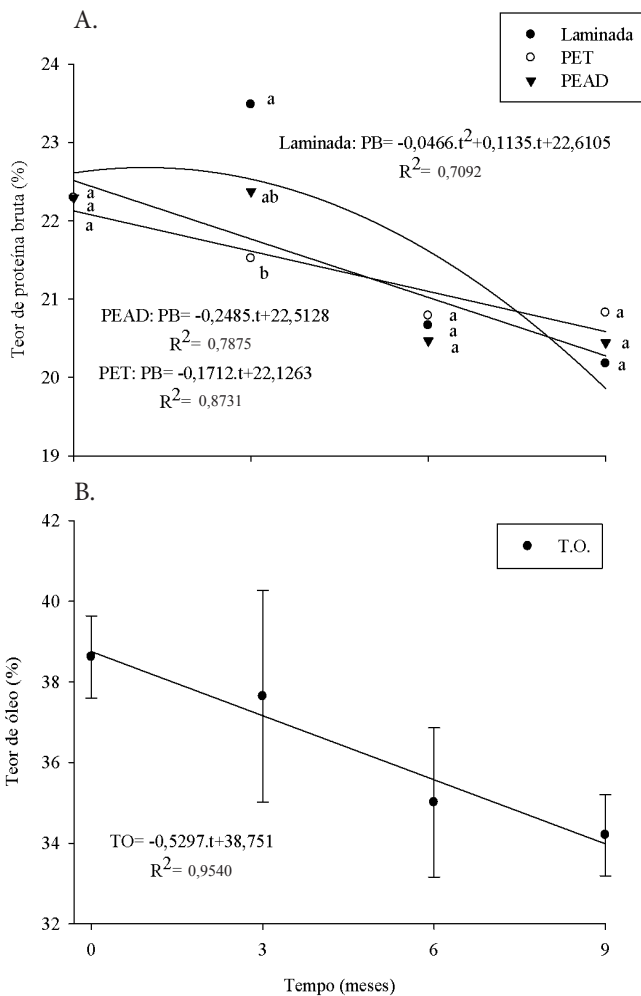 A.
Laminada
PET
PEAD
24
23
22
21
20
19
Teor de proteína bruta (%)
a
Laminada: PB= -0,0466.t²+0,1135.t+22,6105
R²= 0,7092
a
a
a
ab
b
PEAD: PB= -0,2485.t+22,5128
R²= 0,7875
PET: PB= -0,1712.t+22,1263
R²= 0,8731
a
a
a
a
a
a
B.
T.O.
42
40
38
36
34
32
Teor de óleo (%)
TO= -0,5297.t+38,751
R²= 0,9540
0 3 6 9
Tempo (meses)